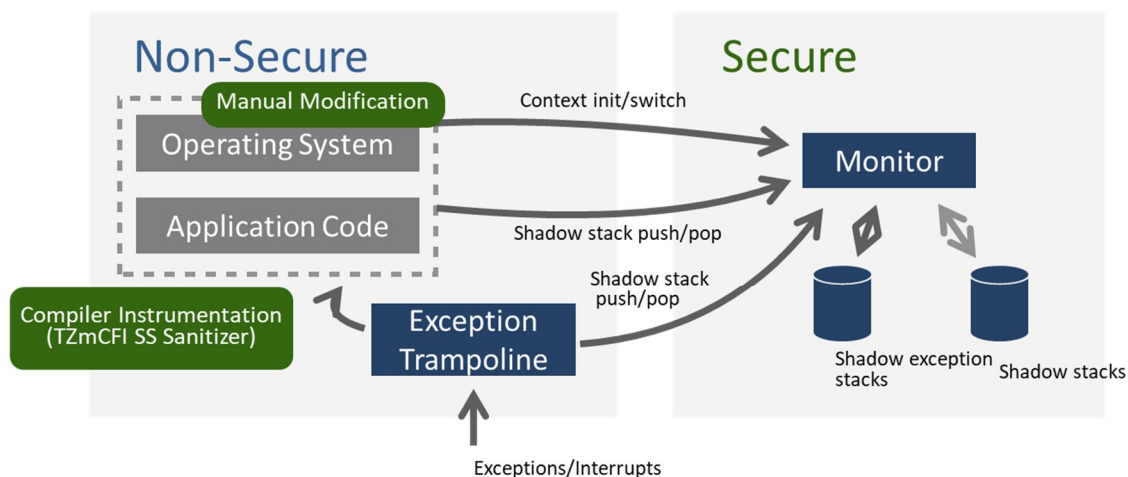 Non-Secure
Secure
Manual Modification
Operating System
Application Code
Context init/switch
Monitor
Shadow stack push/pop
Shadow stack
push/pop
Compiler Instrumentation
(TZmCFI SS Sanitizer)
Exception
Trampoline
Shadow exception
stacks
Shadow stacks
Exceptions/Interrupts